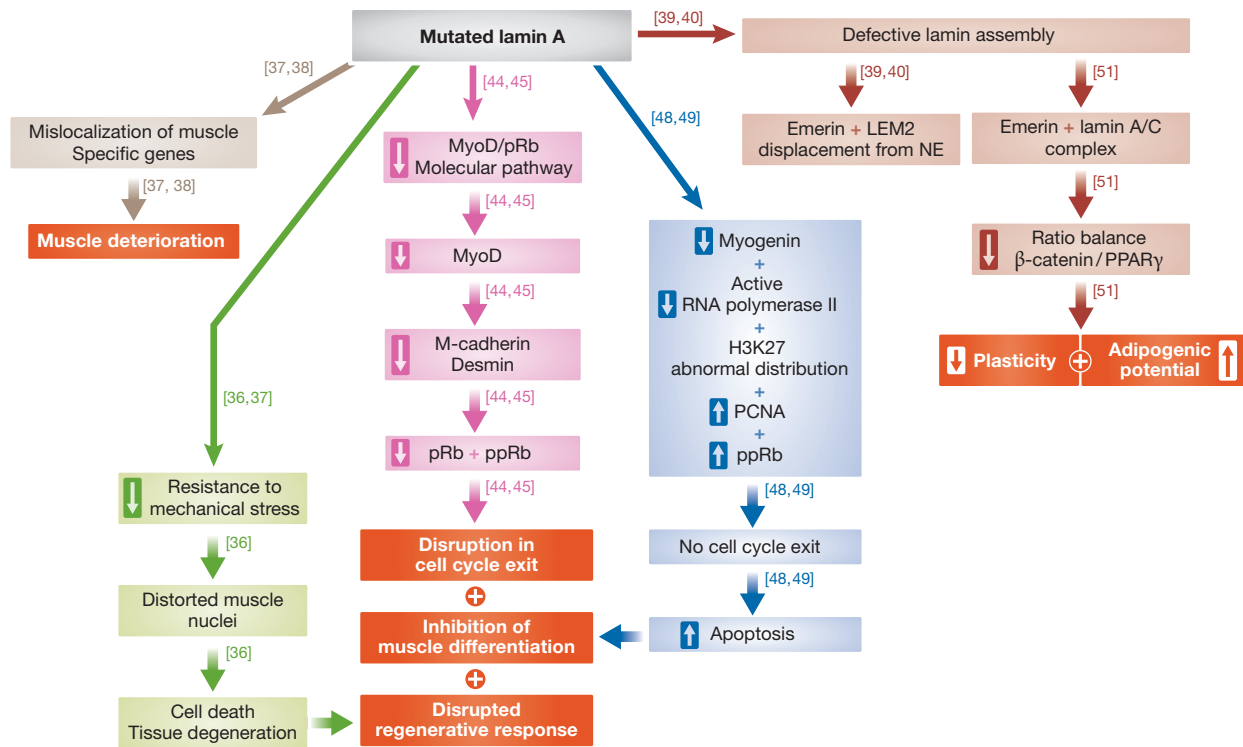 Mutated lamin A
[39,40]
Defective lamin assembly
[37,38]
[44,45]
[48,49]
[39,40]
[51]
Mislocalization of muscle
Specific genes
[37, 38]
Muscle deterioration
[36,37]
Resistance to
mechanical stress
[36]
Distorted muscle
nuclei
[36]
Cell death
Tissue degeneration
MyoD/pRb
Molecular pathway
[44,45]
MyoD
[44,45]
M-cadherin
Desmin
[44,45]
pRb + ppRb
[44,45]
Disruption in
cell cycle exit
+
Inhibition of
muscle differentiation
+
Disrupted
regenerative response
Myogenin
+
Active
RNA polymerase II
+
H3K27
abnormal distribution
+
PCNA
+
ppRb
[48,49]
No cell cycle exit
[48,49]
Apoptosis
Emerin + LEM2
displacement from NE
Emerin + lamin A/C
complex
[51]
Ratio balance
β-catenin/PPARγ
[51]
Plasticity
+
Adipogenic
potential